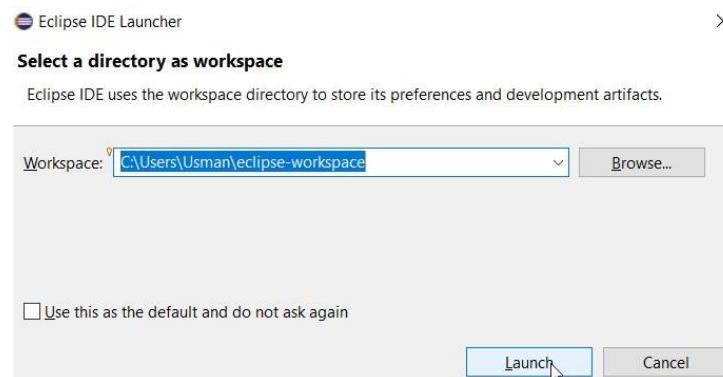 Eclipse IDE Launcher
Select a directory as workspace
Eclipse IDE uses the workspace directory to store its preferences and development artifacts.
Workspace: C:\Users\Usman\eclipse-workspace Browse...
Use this as the default and do not ask again
Launch Cancel